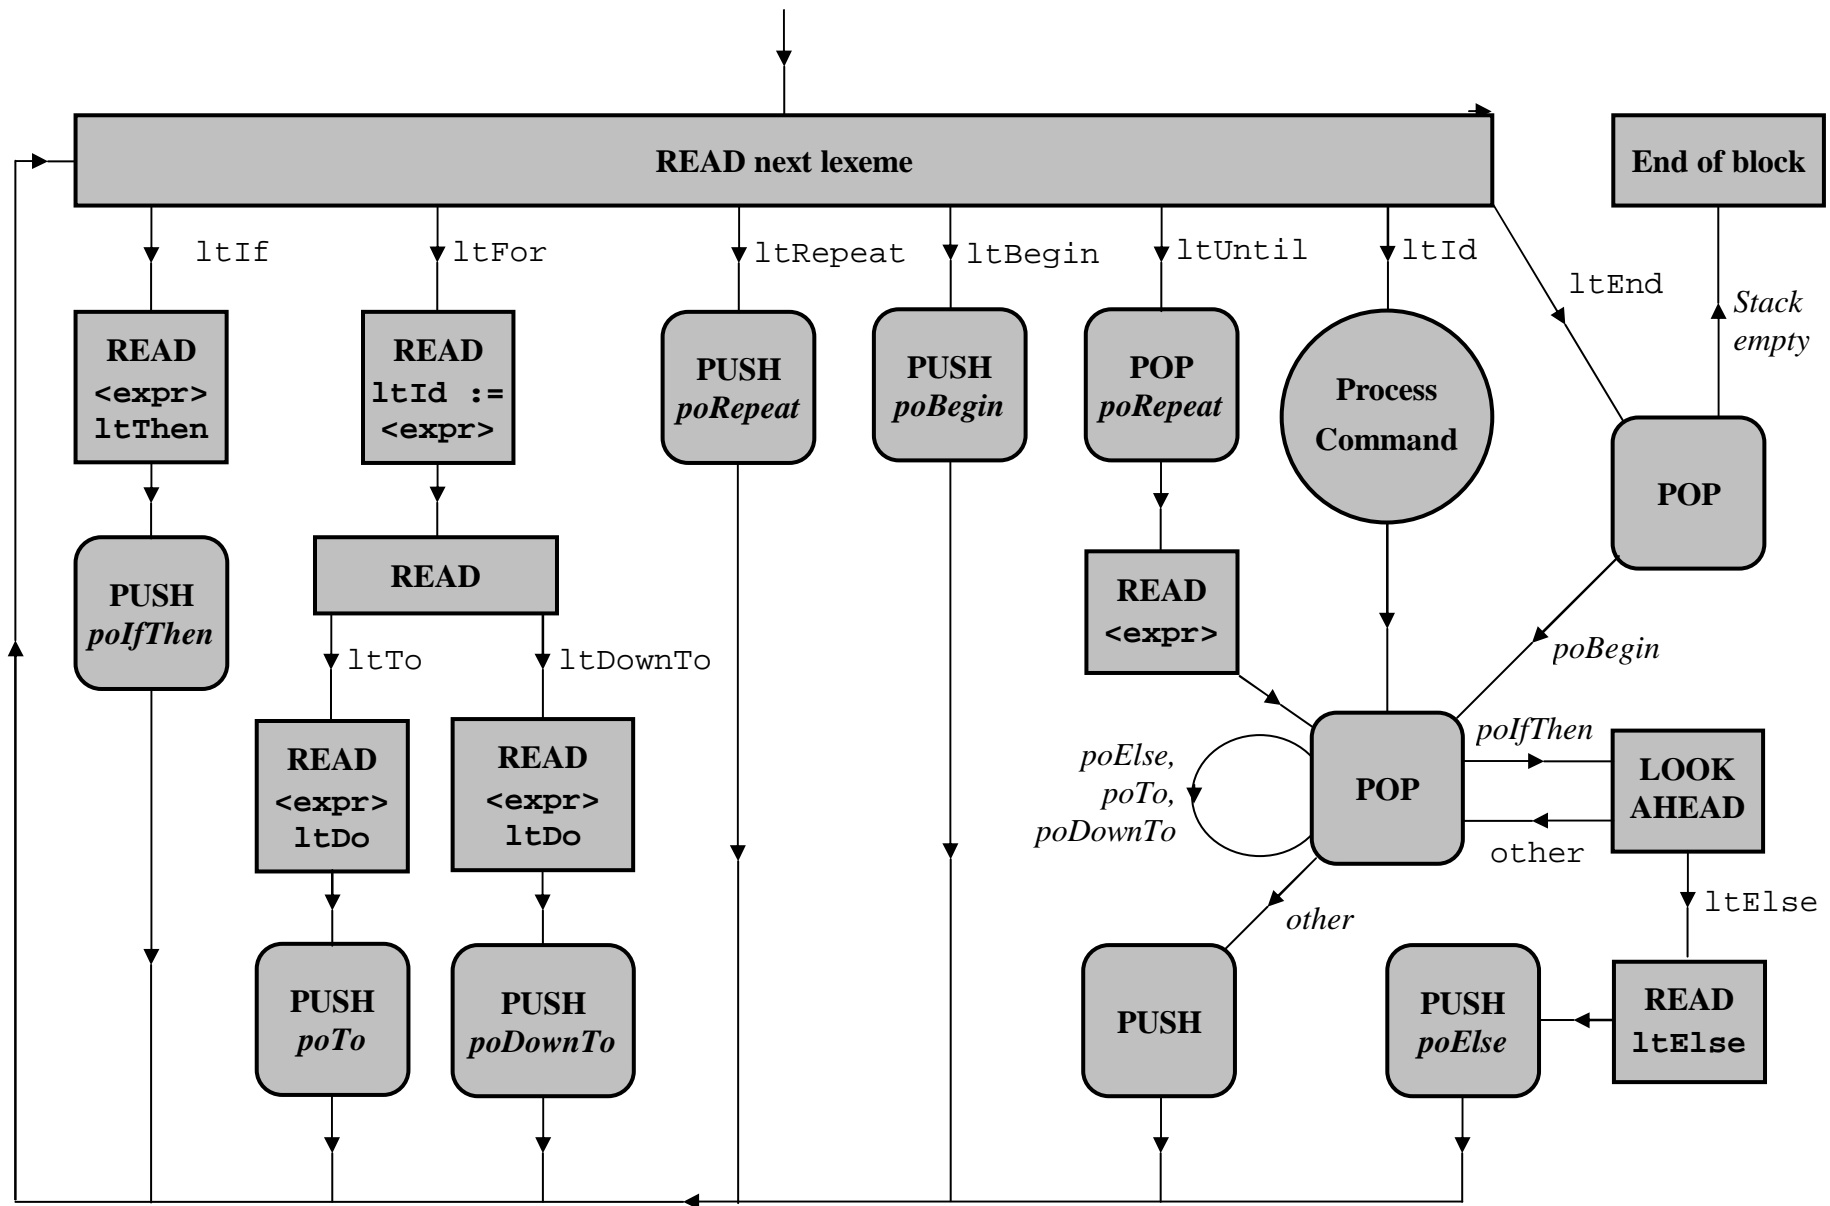 READ next lexeme
End of block
ltIf
ltFor
ltRepeat
ltBegin
ltUntil
ltId
ltEnd
Stack
empty
READ
<expr>
ltThen
READ
ltId :=
<expr>
PUSH
poRepeat
PUSH
poBegin
POP
poRepeat
Process
Command
POP
PUSH
poIfThen
READ
READ
<expr>
poBegin
ltTo
ltDownTo
READ
<expr>
ltDo
READ
<expr>
ltDo
poElse,
poTo,
poDownTo
POP
poIfThen
LOOK
AHEAD
other
ltElse
other
PUSH
poTo
PUSH
poDownTo
PUSH
PUSH
poElse
READ
ltElse